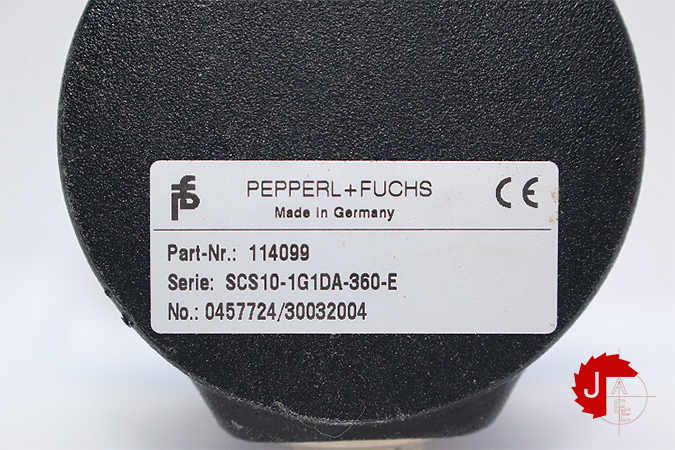 PEPPERL+FUCHS
Made in Germany
CE
Part-Nr.: 114099
Serie: SCS10-1G1DA-360-E
No.: 0457724/30032004
J